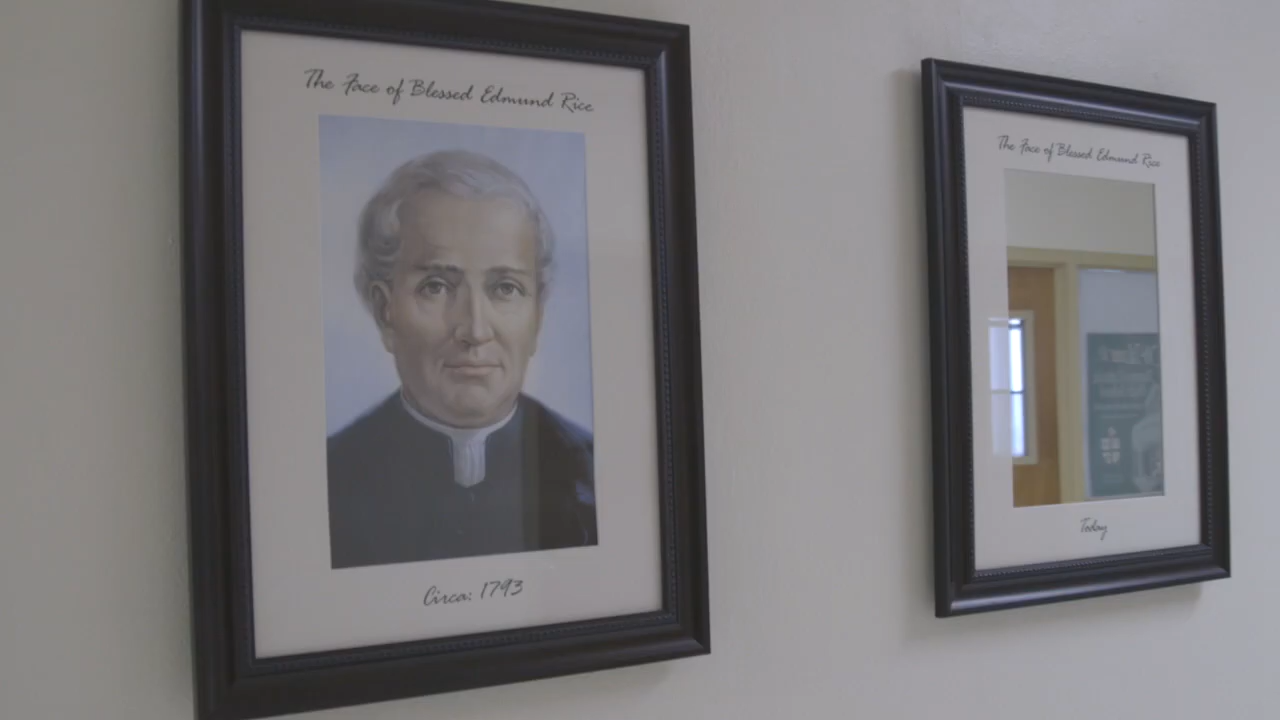 The Face of Blessed Edmund Rice
Circa: 1793
The Face of Blessed Edmund Rice
Today